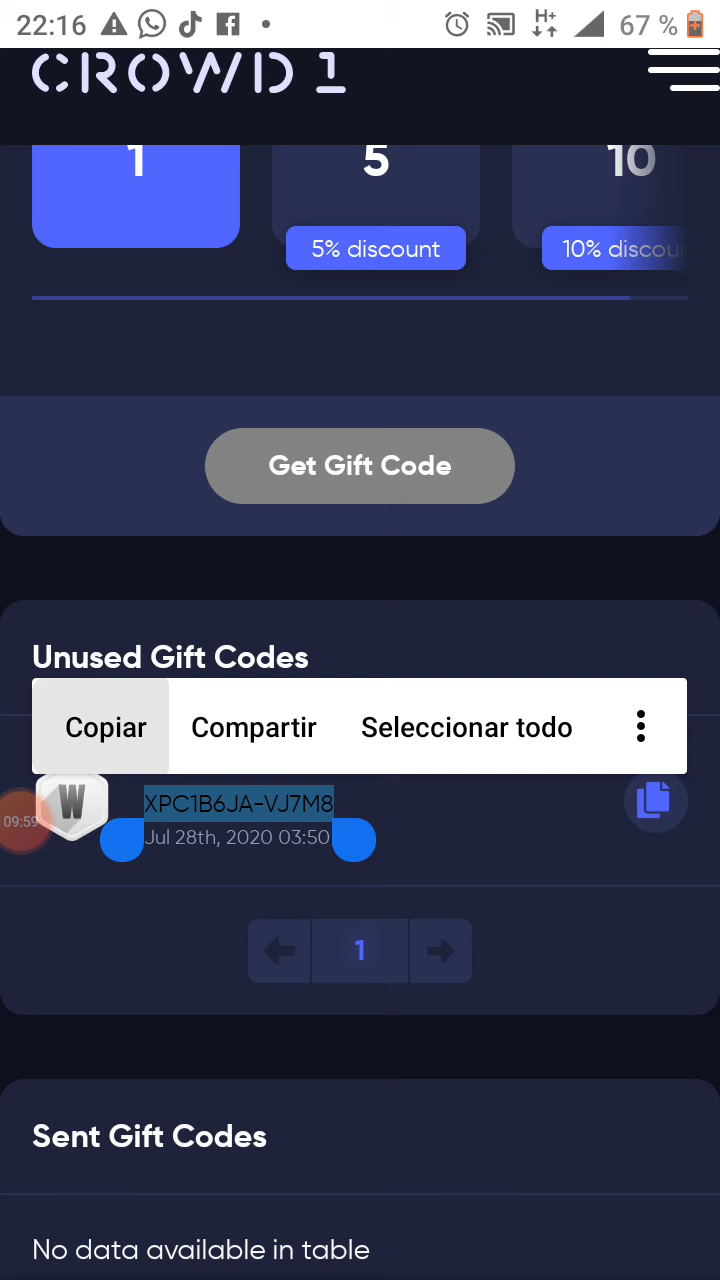 22:16 H+ 67 %
CROWD1
1 5 10
5% discount 10% discou
Get Gift Code
Unused Gift Codes
Copiar Compartir Seleccionar todo
W
XPC1B6JA-VJ7M8
09:59
Jul 28th, 2020 03:50
1
Sent Gift Codes
No data available in table